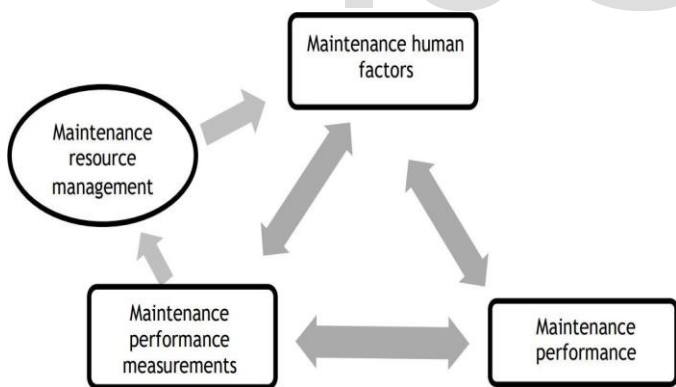 Maintenance human
factors
Maintenance
resource
management
Maintenance
performance
measurements
Maintenance
performance